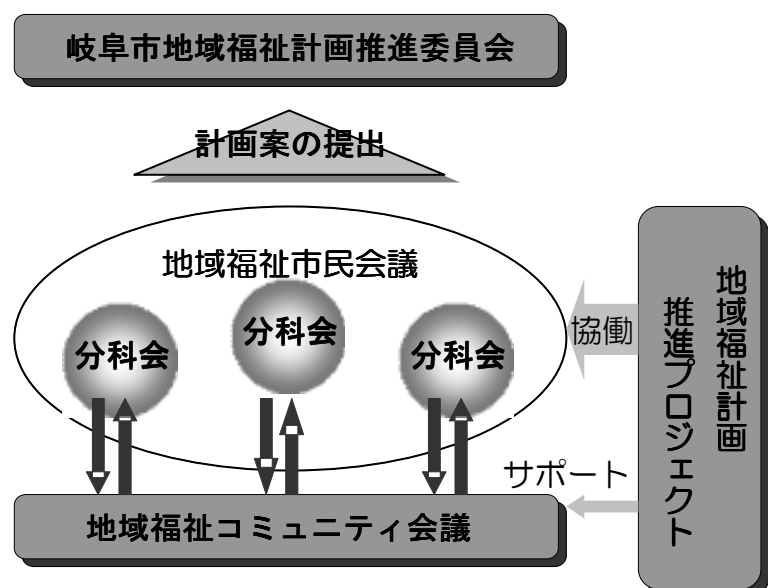 岐阜市地域福祉計画推進委員会
計画案の提出
地域福祉市民会議
分科会
分科会
分科会
協働
地域福祉計画
推進プロジェクト
サポート
地域福祉コミュニティ会議